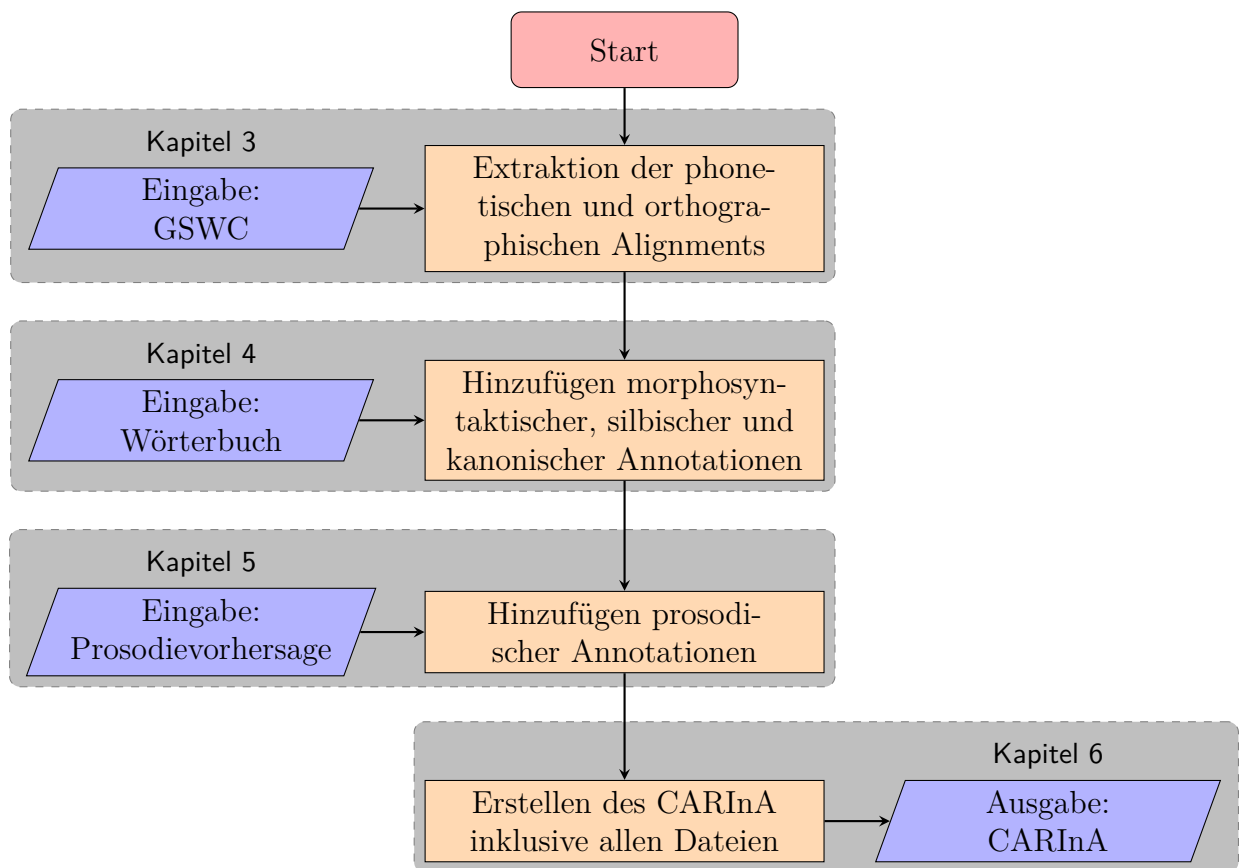 Start
Kapitel 3
Eingabe:
GSWC
Extraktion der phone-
tischen und orthogra-
phischen Alignments
Kapitel 4
Eingabe:
Wörterbuch
Hinzufügen morphosyn-
taktischer, silbischer und
kanonischer Annotationen
Kapitel 5
Eingabe:
Prosodievorhersage
Hinzufügen prosodi-
scher Annotationen
Erstellen des CARInA
inklusive allen Dateien
Kapitel 6
Ausgabe:
CARInA